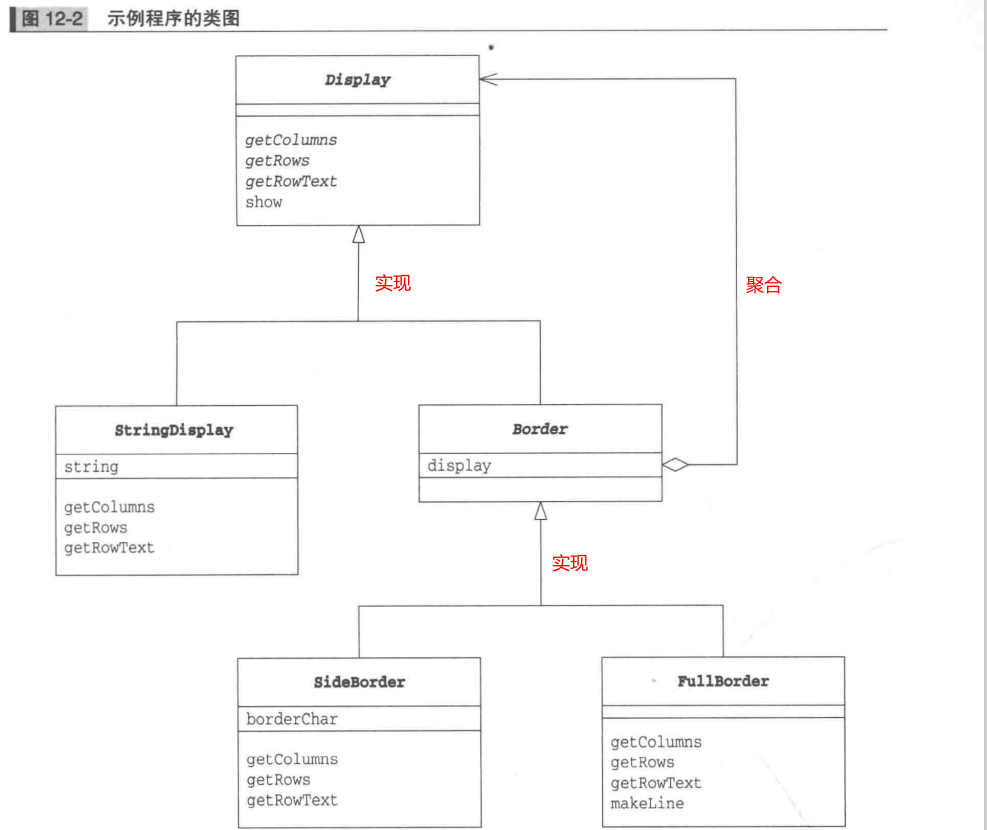 图 12-2 示例程序的类图
Display
getColumns
getRows
getRowText
show
实现
聚合
StringDisplay
string
getColumns
getRows
getRowText
Border
display
实现
SideBorder
borderChar
getColumns
getRows
getRowText
FullBorder
getColumns
getRows
getRowText
makeLine